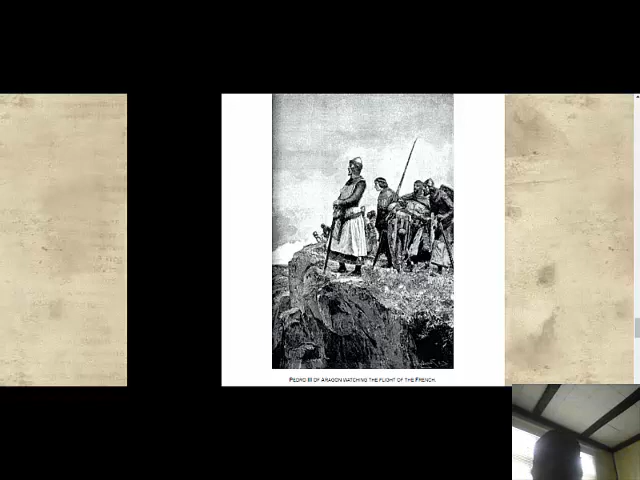 PEDRO III OF ARAGON WATCHING THE FLIGHT OF THE FRENCH.